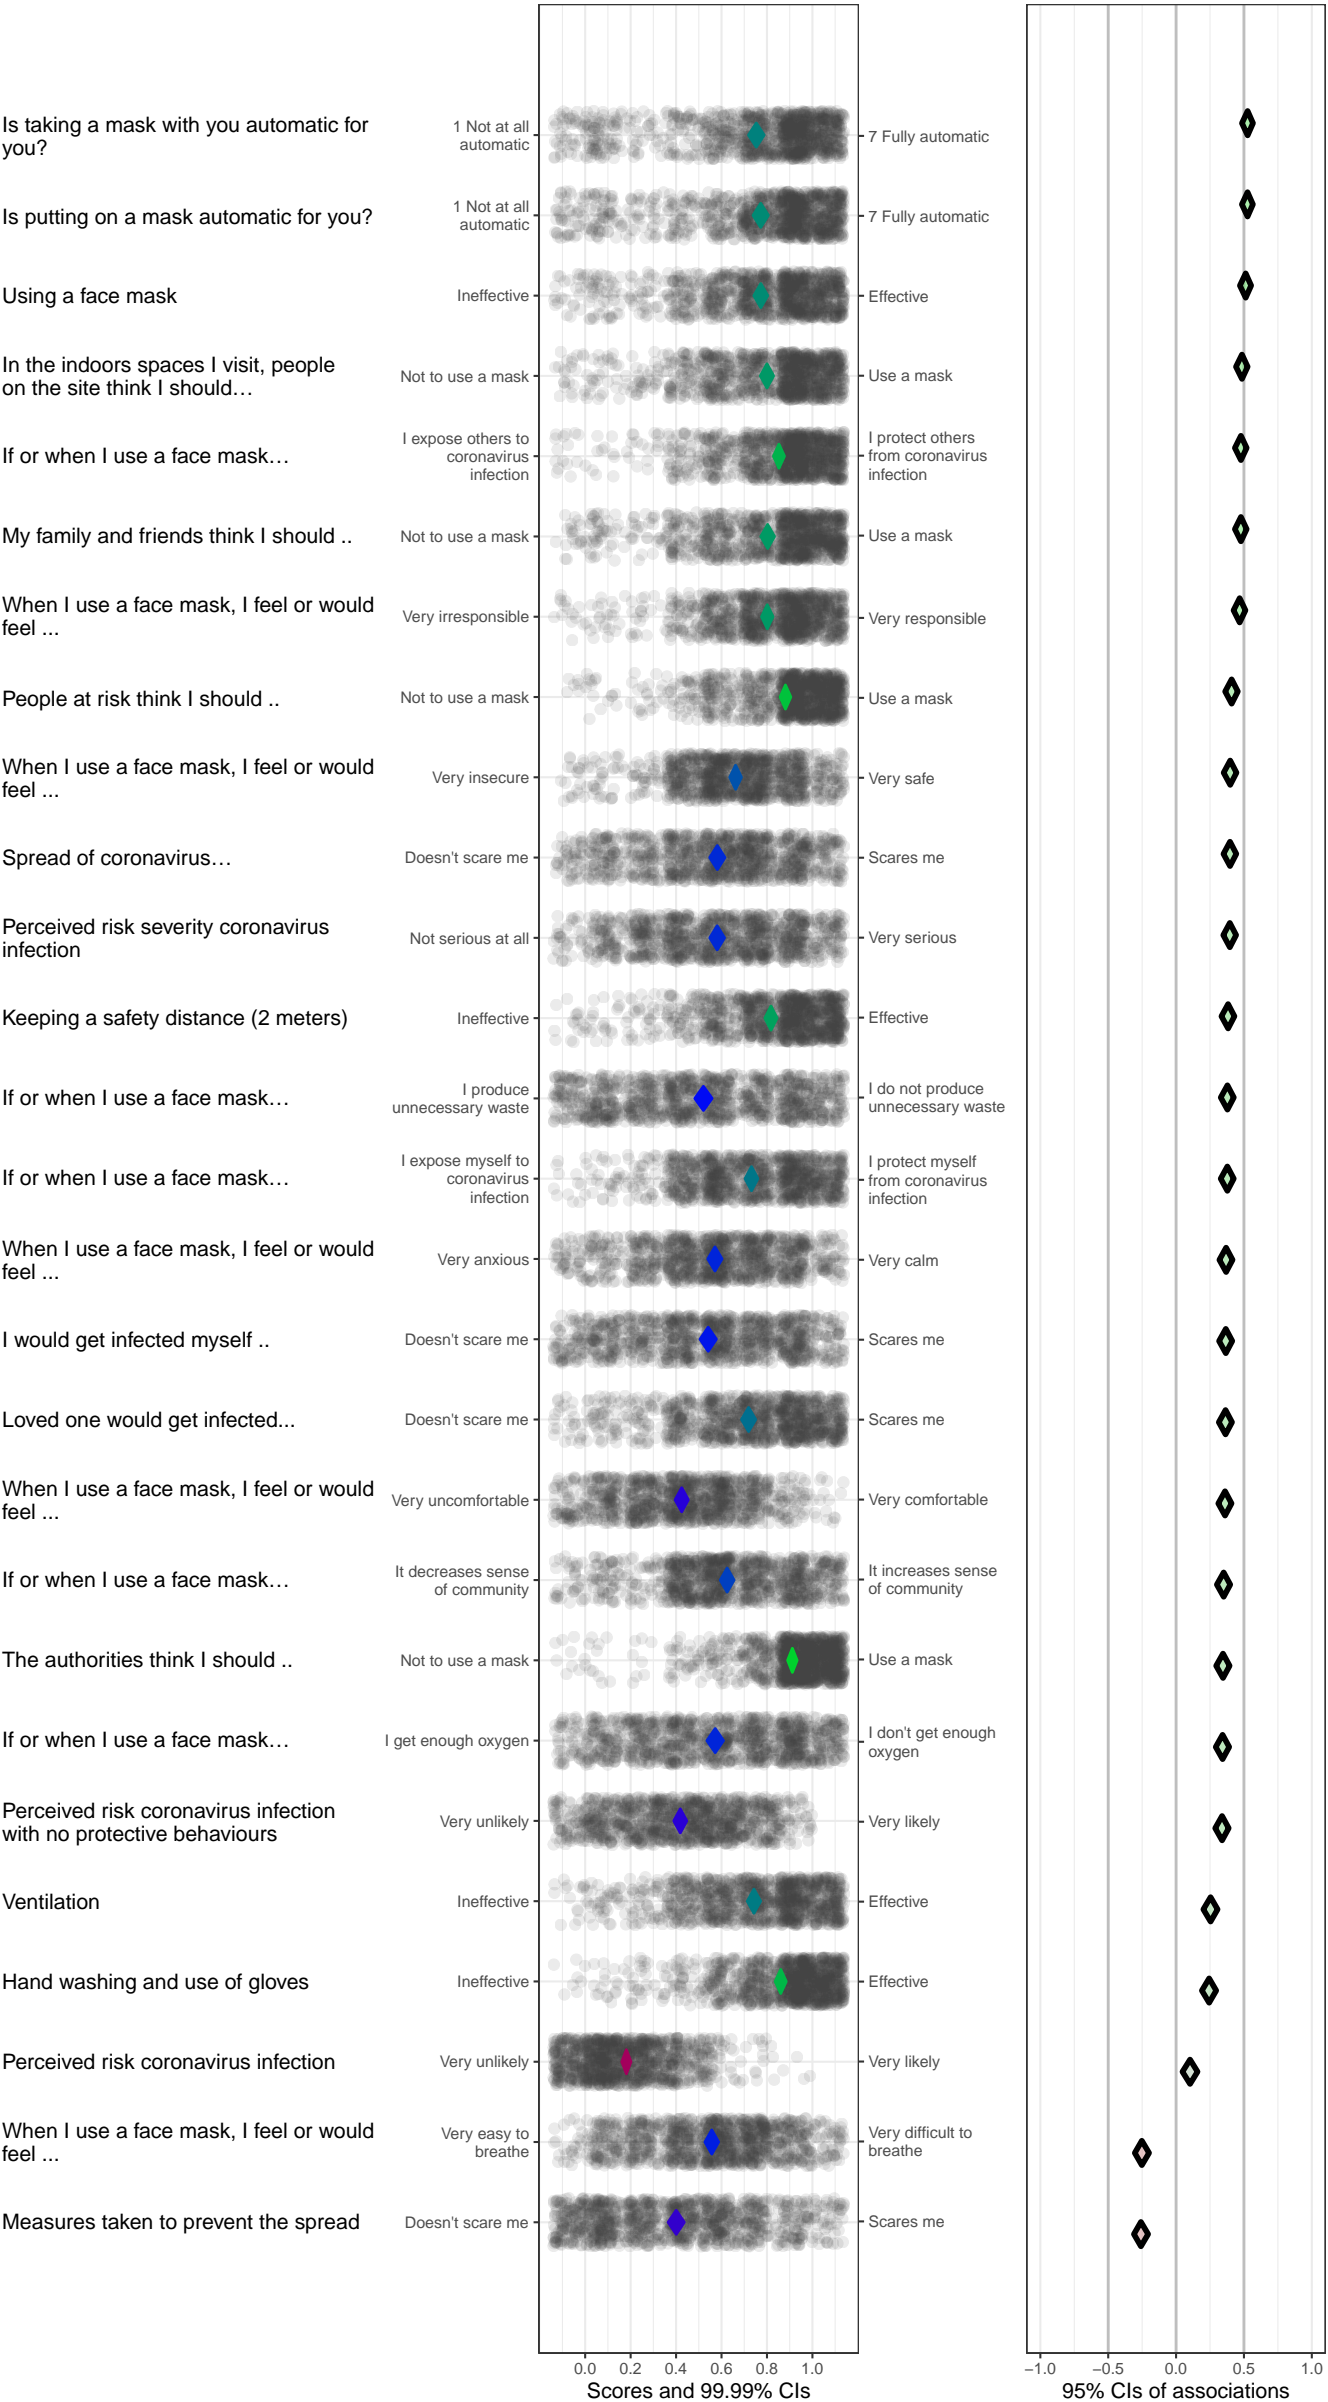 Is taking a mask with you automatic for
you?
1 Not at all
automatic
7 Fully automatic
Is putting on a mask automatic for you?
1 Not at all
automatic
7 Fully automatic
Using a face mask
Ineffective
Effective
In the indoors spaces I visit, people
on the site think I should…
Not to use a mask
Use a mask
If or when I use a face mask…
I expose others to
coronavirus
infection
I protect others
from coronavirus
infection
My family and friends think I should ..
Not to use a mask
Use a mask
When I use a face mask, I feel or would
feel ...
Very irresponsible
Very responsible
People at risk think I should ..
Not to use a mask
Use a mask
When I use a face mask, I feel or would
feel ...
Very insecure
Very safe
Spread of coronavirus…
Doesn't scare me
Scares me
Perceived risk severity coronavirus
infection
Not serious at all
Very serious
Keeping a safety distance (2 meters)
Ineffective
Effective
If or when I use a face mask…
I produce
unnecessary waste
I do not produce
unnecessary waste
If or when I use a face mask…
I expose myself to
coronavirus
infection
I protect myself
from coronavirus
infection
When I use a face mask, I feel or would
feel ...
Very anxious
Very calm
I would get infected myself ..
Doesn't scare me
Scares me
Loved one would get infected...
Doesn't scare me
Scares me
When I use a face mask, I feel or would
feel ...
Very uncomfortable
Very comfortable
If or when I use a face mask…
It decreases sense
of community
It increases sense
of community
The authorities think I should ..
Not to use a mask
Use a mask
If or when I use a face mask…
I get enough oxygen
I don't get enough
oxygen
Perceived risk coronavirus infection
with no protective behaviours
Very unlikely
Very likely
Ventilation
Ineffective
Effective
Hand washing and use of gloves
Ineffective
Effective
Perceived risk coronavirus infection
Very unlikely
Very likely
When I use a face mask, I feel or would
feel ...
Very easy to
breathe
Very difficult to
breathe
Measures taken to prevent the spread
Doesn't scare me
Scares me
0.0 0.2 0.4 0.6 0.8 1.0
Scores and 99.99% CIs
−1.0 −0.5 0.0 0.5 1.0
95% CIs of associations